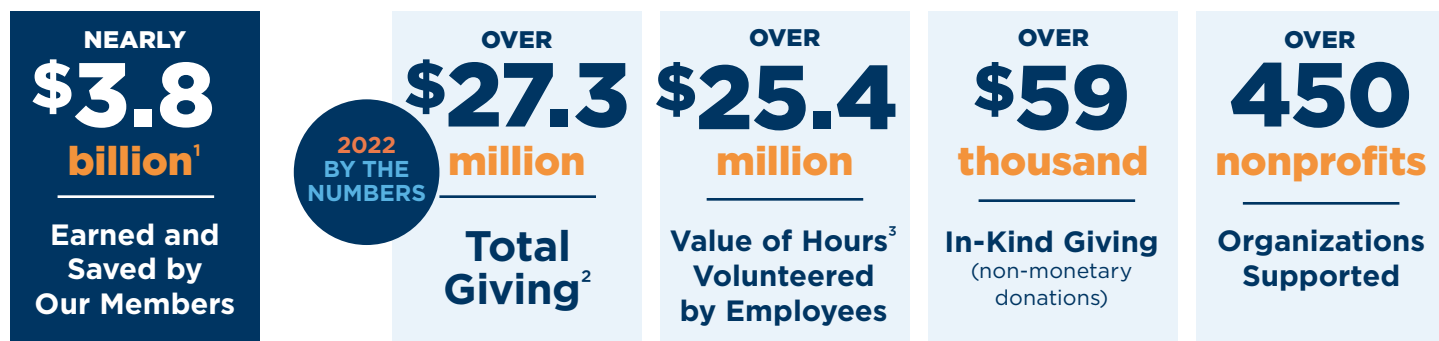 NEARLY
$3.8
billion¹
Earned and
Saved by
Our Members
2022
BY THE
NUMBERS
OVER
$27.3
million
Total
Giving²
OVER
$25.4
million
Value of Hours³
Volunteered
by Employees
OVER
$59
thousand
In-Kind Giving
(non-monetary
donations)
OVER
450
nonprofits
Organizations
Supported